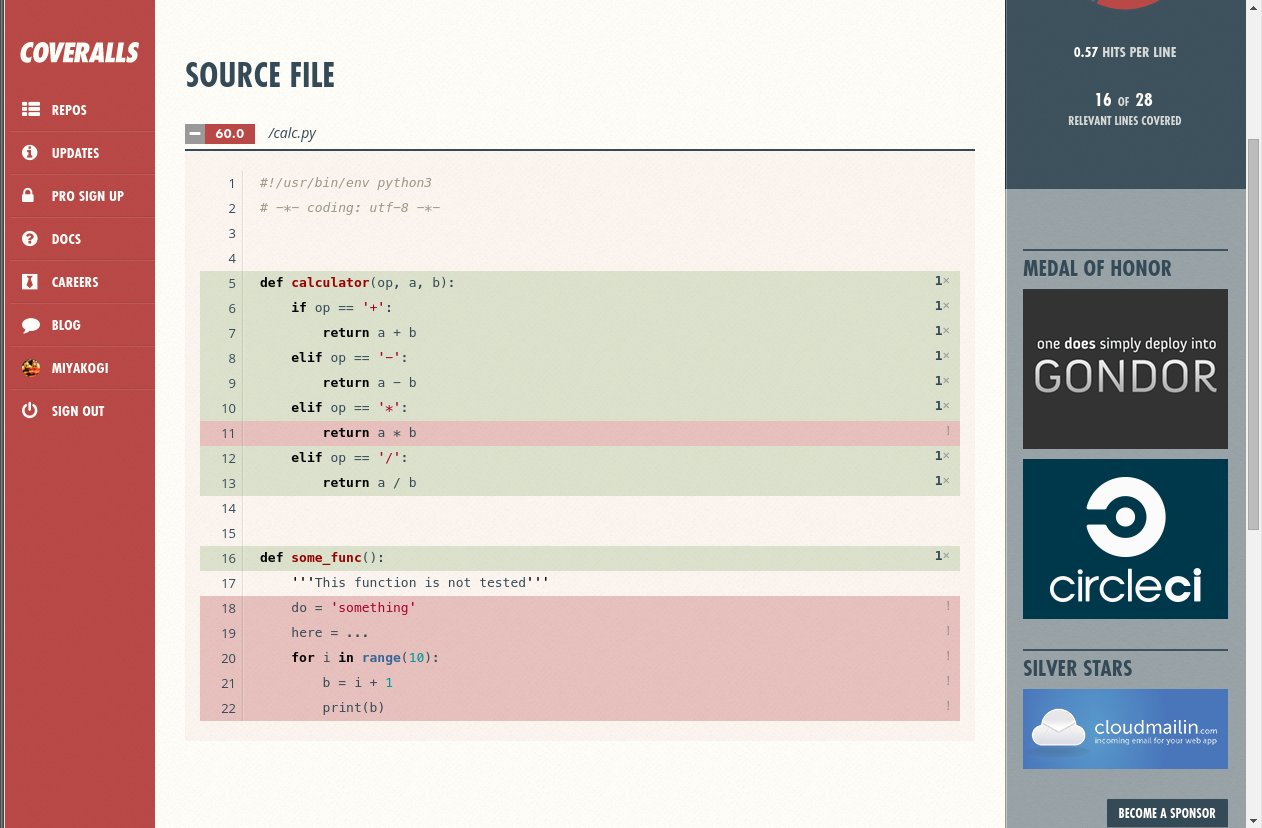 COVERALLS
REPOS
UPDATES
PRO SIGN UP
DOCS
CAREERS
BLOG
MIYAKOGI
SIGN OUT
SOURCE FILE
60.0 /calc.py
1 #!/usr/bin/env python3
2 # -*- coding: utf-8 -*-
3
4
5 def calculator(op, a, b): 1×
6 if op == '+': 1×
7 return a + b 1×
8 elif op == '-': 1×
9 return a - b 1×
10 elif op == '*': 1×
11 return a * b !
12 elif op == '/': 1×
13 return a / b 1×
14
15
16 def some_func(): 1×
17 '''This function is not tested'''
18 do = 'something' !
19 here = ... !
20 for i in range(10): !
21 b = i + 1 !
22 print(b) !
0.57 HITS PER LINE
16 OF 28
RELEVANT LINES COVERED
MEDAL OF HONOR
one does simply deploy into
GONDOR
circleci
SILVER STARS
cloudmailin.com
incoming email for your web app
BECOME A SPONSOR